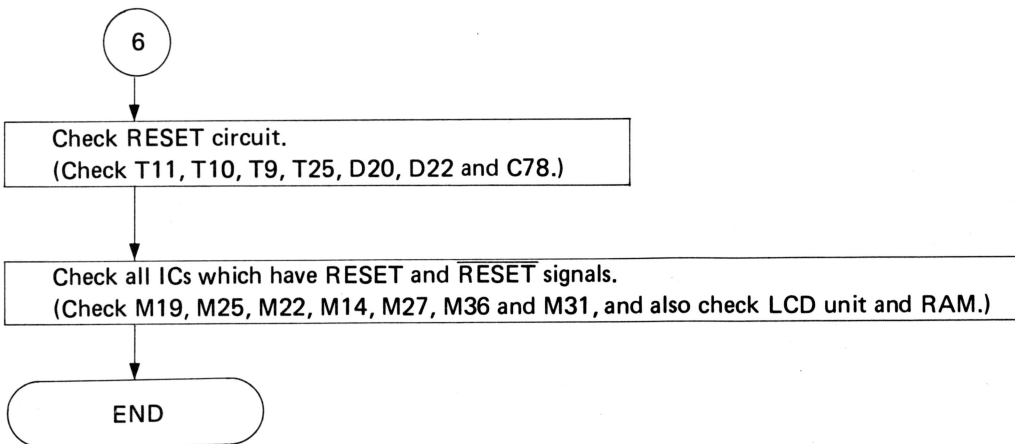 6
Check RESET circuit.
(Check T11, T10, T9, T25, D20, D22 and C78.)
Check all ICs which have RESET and R̅E̅S̅E̅T̅ signals.
(Check M19, M25, M22, M14, M27, M36 and M31, and also check LCD unit and RAM.)
END